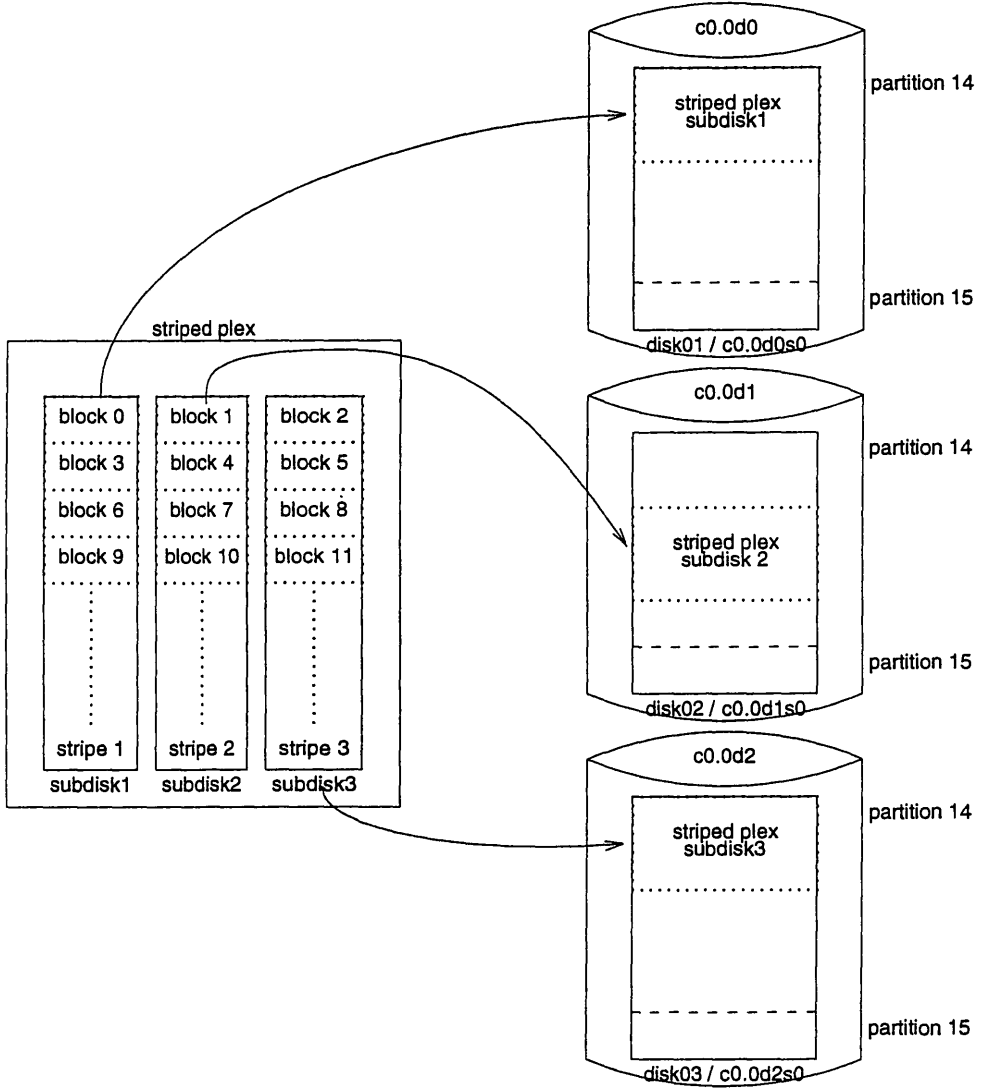 c0.0d0
partition 14
striped plex
subdisk1
partition 15
disk01 / c0.0d0s0
striped plex
block 0 block 1 block 2
block 3 block 4 block 5
block 6 block 7 block 8
block 9 block 10 block 11
stripe 1 stripe 2 stripe 3
subdisk1 subdisk2 subdisk3
c0.0d1
partition 14
striped plex
subdisk 2
partition 15
disk02 / c0.0d1s0
c0.0d2
partition 14
striped plex
subdisk3
partition 15
disk03 / c0.0d2s0